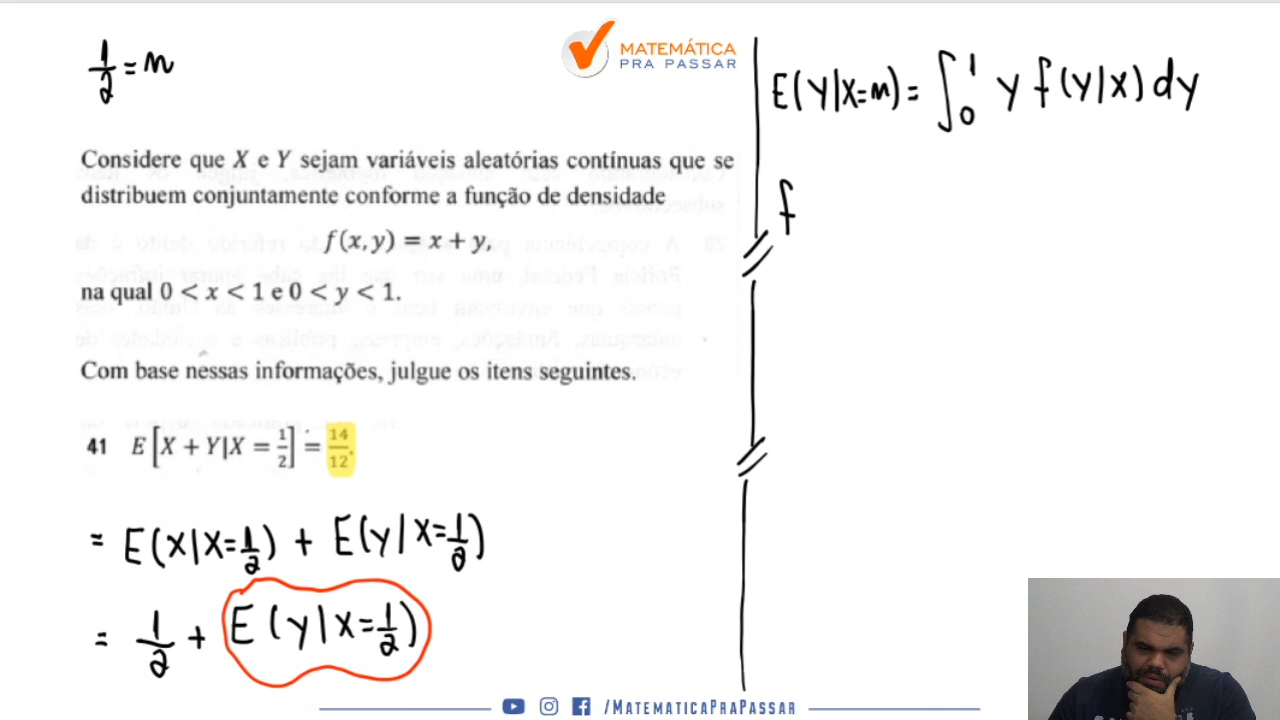 1/2 = n
MATEMÁTICA
PRA PASSAR
Considere que X e Y sejam variáveis aleatórias contínuas que se
distribuem conjuntamente conforme a função de densidade
f(x, y) = x + y,
na qual 0 < x < 1 e 0 < y < 1.
Com base nessas informações, julgue os itens seguintes.
41 E[X + Y|X = 1/2] = 14/12.
= E(X|X=1/2) + E(y|X=1/2)
= 1/2 + E(y|X=1/2)
E(Y|X=n) = ∫₀¹ y f(y|X) dy
f
/MATEMATICAPRAPASSAR